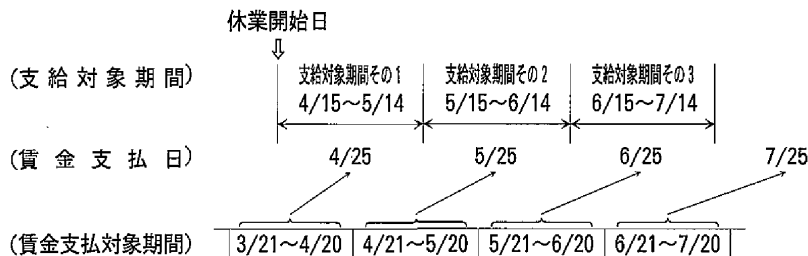 休業開始日
⇩
(支給対象期間) 支給対象期間その1 支給対象期間その2 支給対象期間その3
4/15～5/14 5/15～6/14 6/15～7/14
(賃金支払日) 4/25 5/25 6/25 7/25
(賃金支払対象期間) 3/21～4/20 4/21～5/20 5/21～6/20 6/21～7/20